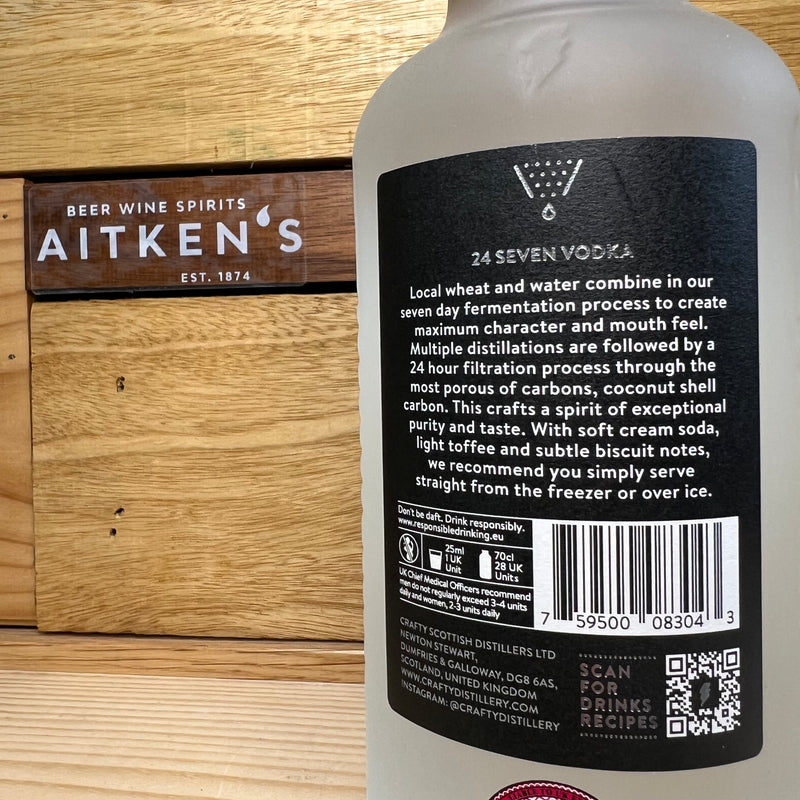 BEER WINE SPIRITS
AITKEN'S
EST. 1874
24 SEVEN VODKA
Local wheat and water combine in our
seven day fermentation process to create
maximum character and mouth feel.
Multiple distillations are followed by a
24 hour filtration process through the
most porous of carbons, coconut shell
carbon. This crafts a spirit of exceptional
purity and taste. With soft cream soda,
light toffee and subtle biscuit notes,
we recommend you simply serve
straight from the freezer or over ice.
Don't be daft. Drink responsibly.
www.responsibledrinking.eu
25ml
1 UK
Unit
70cl
28 UK
Units
UK Chief Medical Officers recommend
men do not regularly exceed 3-4 units
daily and women, 2-3 units daily
7 59500 08304 3
CRAFTY SCOTTISH DISTILLERS LTD
NEWTON STEWART,
DUMFRIES & GALLOWAY, DG8 6AS,
SCOTLAND, UNITED KINGDOM
WWW.CRAFTYDISTILLERY.COM
INSTAGRAM: @CRAFTYDISTILLERY
SCAN
FOR
DRINKS
RECIPES